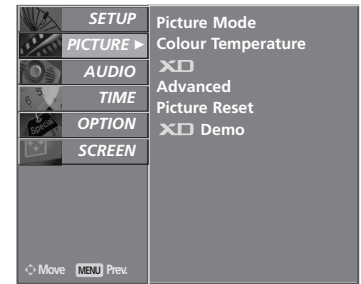 SETUP
PICTURE ►
AUDIO
TIME
OPTION
SCREEN
Move MENU Prev.
Picture Mode
Colour Temperature
XD
Advanced
Picture Reset
XD Demo
Special